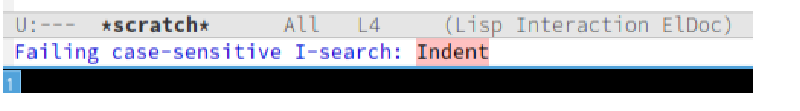 U:--- *scratch* All L4 (Lisp Interaction ElDoc)
Failing case-sensitive I-search: Indent
1